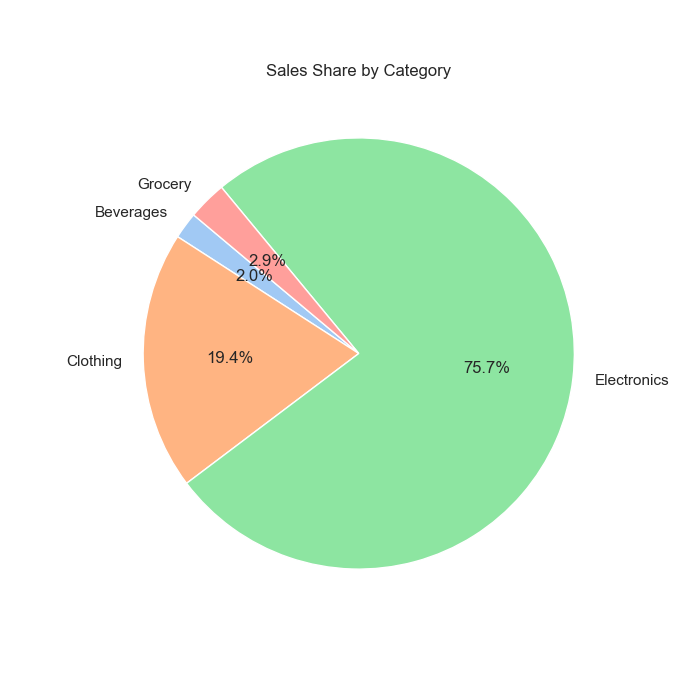 Sales Share by Category
Grocery
Beverages
2.9%
2.0%
19.4%
Clothing
75.7%
Electronics